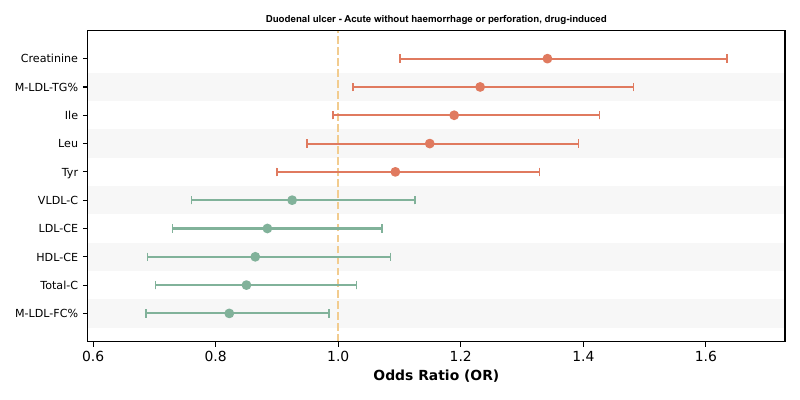 Duodenal ulcer - Acute without haemorrhage or perforation, drug-induced
Creatinine
M-LDL-TG%
Ile
Leu
Tyr
VLDL-C
LDL-CE
HDL-CE
Total-C
M-LDL-FC%
0.6 0.8 1.0 1.2 1.4 1.6
Odds Ratio (OR)